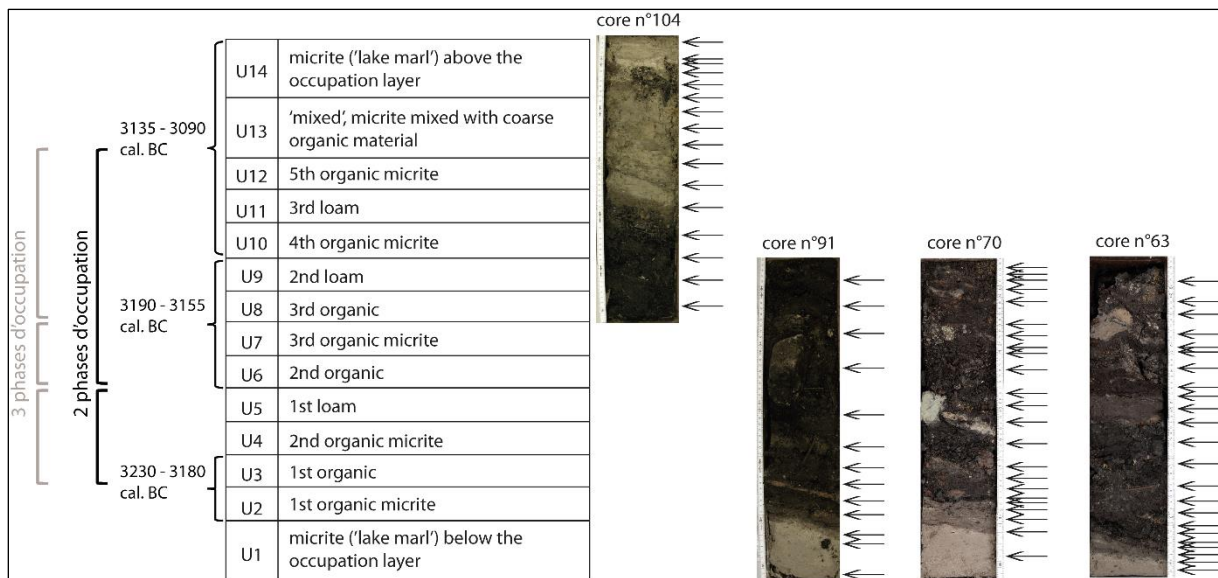 core n°104
3 phases d'occupation
2 phases d'occupation
3135 - 3090
cal. BC
3190 - 3155
cal. BC
3230 - 3180
cal. BC
U14 micrite ('lake marl') above the
occupation layer
U13 'mixed', micrite mixed with coarse
organic material
U12 5th organic micrite
U11 3rd loam
U10 4th organic micrite
U9 2nd loam
U8 3rd organic
U7 3rd organic micrite
U6 2nd organic
U5 1st loam
U4 2nd organic micrite
U3 1st organic
U2 1st organic micrite
U1 micrite ('lake marl') below the
occupation layer
core n°91
core n°70
core n°63